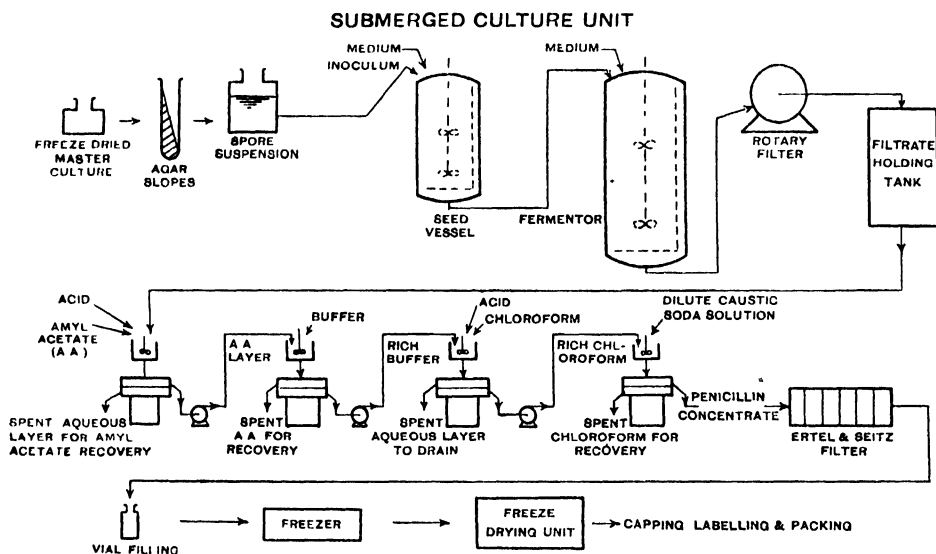 SUBMERGED CULTURE UNIT
MEDIUM
INOCULUM
MEDIUM
FREEZE DRIED
MASTER
CULTURE
AGAR
SLOPES
SPORE
SUSPENSION
SEED
VESSEL
FERMENTOR
ROTARY
FILTER
FILTRATE
HOLDING
TANK
ACID
AMYL
ACETATE
(AA)
SPENT AQUEOUS
LAYER FOR AMYL
ACETATE RECOVERY
AA
LAYER
BUFFER
SPENT
AA FOR
RECOVERY
RICH
BUFFER
ACID
CHLOROFORM
SPENT
AQUEOUS LAYER
TO DRAIN
RICH CHL-
OROFORM
DILUTE CAUSTIC
SODA SOLUTION
SPENT
CHLOROFORM FOR
RECOVERY
PENICILLIN
CONCENTRATE
ERTEL & SEITZ
FILTER
VIAL FILLING
FREEZER
FREEZE
DRYING UNIT
CAPPING LABELLING & PACKING